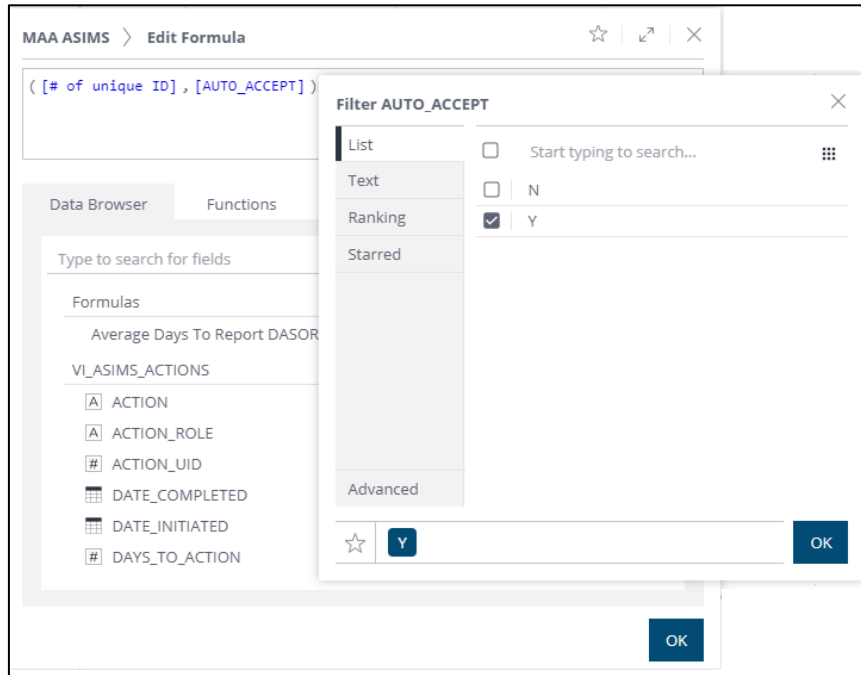 MAA ASIMS > Edit Formula
([# of unique ID],[AUTO_ACCEPT])
Data Browser Functions
Type to search for fields
Formulas
Average Days To Report DASOR
VI_ASIMS_ACTIONS
A ACTION
A ACTION_ROLE
# ACTION_UID
DATE_COMPLETED
DATE_INITIATED
# DAYS_TO_ACTION
OK
Filter AUTO_ACCEPT
List
Text
Ranking
Starred
Advanced
Start typing to search...
N
Y
Y
OK